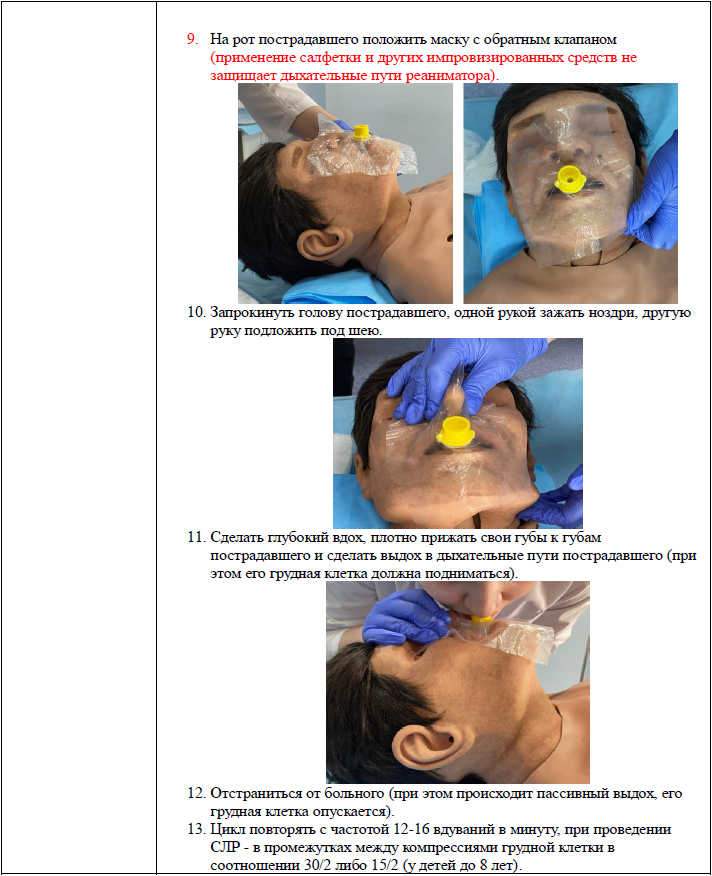 9. На рот пострадавшего положить маску с обратным клапаном
(применение салфетки и других импровизированных средств не
защищает дыхательные пути реаниматора).
10. Запрокинуть голову пострадавшего, одной рукой зажать ноздри, другую
руку подложить под шею.
11. Сделать глубокий вдох, плотно прижать свои губы к губам
пострадавшего и сделать выдох в дыхательные пути пострадавшего (при
этом его грудная клетка должна подниматься).
12. Отстраниться от больного (при этом происходит пассивный выдох, его
грудная клетка опускается).
13. Цикл повторять с частотой 12-16 вдуваний в минуту, при проведении
СЛР - в промежутках между компрессиями грудной клетки в
соотношении 30/2 либо 15/2 (у детей до 8 лет).